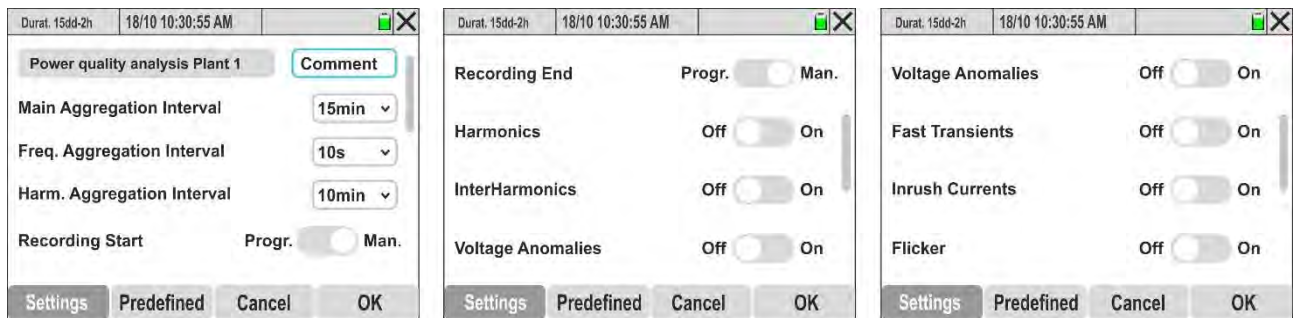 Durat. 15dd-2h 18/10 10:30:55 AM
Power quality analysis Plant 1 Comment
Main Aggregation Interval 15min
Freq. Aggregation Interval 10s
Harm. Aggregation Interval 10min
Recording Start Progr. Man.
Settings Predefined Cancel OK
Durat. 15dd-2h 18/10 10:30:55 AM
Recording End Progr. Man.
Harmonics Off On
InterHarmonics Off On
Voltage Anomalies Off On
Settings Predefined Cancel OK
Durat. 15dd-2h 18/10 10:30:55 AM
Voltage Anomalies Off On
Fast Transients Off On
Inrush Currents Off On
Flicker Off On
Settings Predefined Cancel OK